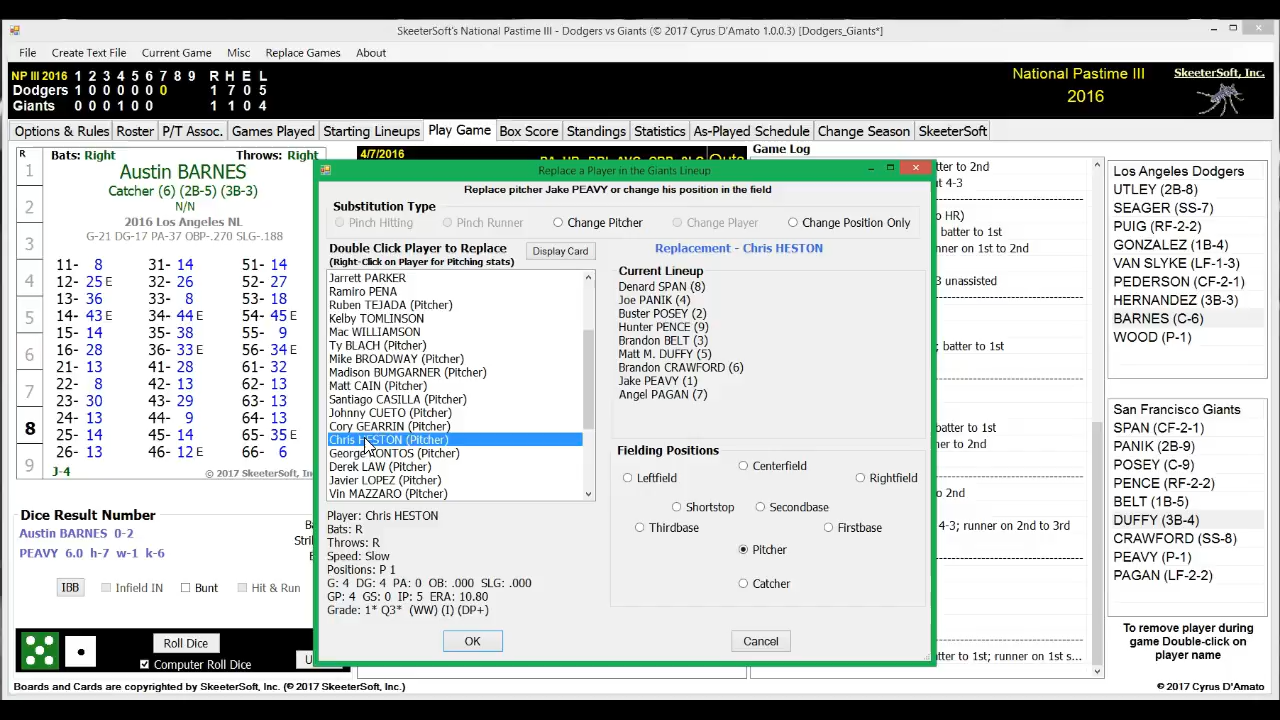 SkeeterSoft's National Pastime III - Dodgers vs Giants (© 2017 Cyrus D'Amato 1.0.0.3) [Dodgers_Giants*]
File Create Text File Current Game Misc Replace Games About
NP III 2016 1 2 3 4 5 6 7 8 9 R H E L
Dodgers 1 0 0 0 0 0 0 1 7 0 5
Giants 0 0 0 1 0 0 1 1 0 4
National Pastime III
2016
SkeeterSoft, Inc.
Options & Rules Roster P/T Assoc. Games Played Starting Lineups Play Game Box Score Standings Statistics As-Played Schedule Change Season SkeeterSoft
R
1
2
3
4
5
6
7
8
9
Bats: Right Throws: Right
Austin BARNES
Catcher (6) (2B-5) (3B-3)
N/N
2016 Los Angeles NL
G-21 DG-17 PA-37 OBP-.270 SLG-.188
11- 8 31- 14 51- 14
12- 25 E 32- 26 52- 27
13- 36 33- 8 53- 18
14- 43 E 34- 44 E 54- 45 E
15- 14 35- 38 55- 9
16- 28 36- 33 E 56- 34 E
21- 13 41- 28 61- 32
22- 8 42- 13 62- 13
23- 30 43- 29 63- 14
24- 13 44- 9 64- 13
25- 14 45- 14 65- 35 E
26- 13 46- 12 E 66- 6
J-4 © 2017 SkeeterSoft, Inc.
Dice Result Number
Austin BARNES 0-2
PEAVY 6.0 h-7 w-1 k-6
IBB Infield IN Bunt Hit & Run
Roll Dice
Computer Roll Dice
Boards and Cards are copyrighted by SkeeterSoft, Inc. (© 2017 SkeeterSoft, Inc.)
4/7/2016
Replace a Player in the Giants Lineup
Replace pitcher Jake PEAVY or change his position in the field
Substitution Type
Pinch Hitting Pinch Runner Change Pitcher Change Player Change Position Only
Double Click Player to Replace
(Right-Click on Player for Pitching stats)
Display Card
Replacement - Chris HESTON
Jarrett PARKER
Ramiro PENA
Ruben TEJADA (Pitcher)
Kelby TOMLINSON
Mac WILLIAMSON
Ty BLACH (Pitcher)
Mike BROADWAY (Pitcher)
Madison BUMGARNER (Pitcher)
Matt CAIN (Pitcher)
Santiago CASILLA (Pitcher)
Johnny CUETO (Pitcher)
Cory GEARRIN (Pitcher)
Chris HESTON (Pitcher)
George KONTOS (Pitcher)
Derek LAW (Pitcher)
Javier LOPEZ (Pitcher)
Vin MAZZARO (Pitcher)
Player: Chris HESTON
Bats: R
Throws: R
Speed: Slow
Positions: P 1
G: 4 DG: 4 PA: 0 OB: .000 SLG: .000
GP: 4 GS: 0 IP: 5 ERA: 10.80
Grade: 1* Q3* (WW) (I) (DP+)
OK
Current Lineup
Denard SPAN (8)
Joe PANIK (4)
Buster POSEY (2)
Hunter PENCE (9)
Brandon BELT (3)
Matt M. DUFFY (5)
Brandon CRAWFORD (6)
Jake PEAVY (1)
Angel PAGAN (7)
Fielding Positions
Centerfield
Leftfield Rightfield
Shortstop Secondbase
Thirdbase Firstbase
Pitcher
Catcher
Cancel
Game Log
tter to 2nd
t 4-3
o HR)
batter to 1st
ner on 1st to 2nd
3 unassisted
; batter to 1st
batter to 1st
o 2nd
4-3; runner on 2nd to 3rd
tter to 1st; runner on 1st s...
Los Angeles Dodgers
UTLEY (2B-8)
SEAGER (SS-7)
PUIG (RF-2-2)
GONZALEZ (1B-4)
VAN SLYKE (LF-1-3)
PEDERSON (CF-2-1)
HERNANDEZ (3B-3)
BARNES (C-6)
WOOD (P-1)
San Francisco Giants
SPAN (CF-2-1)
PANIK (2B-9)
POSEY (C-9)
PENCE (RF-2-2)
BELT (1B-5)
DUFFY (3B-4)
CRAWFORD (SS-8)
PEAVY (P-1)
PAGAN (LF-2-2)
To remove player during
game Double-click on
player name
© 2017 Cyrus D'Amato